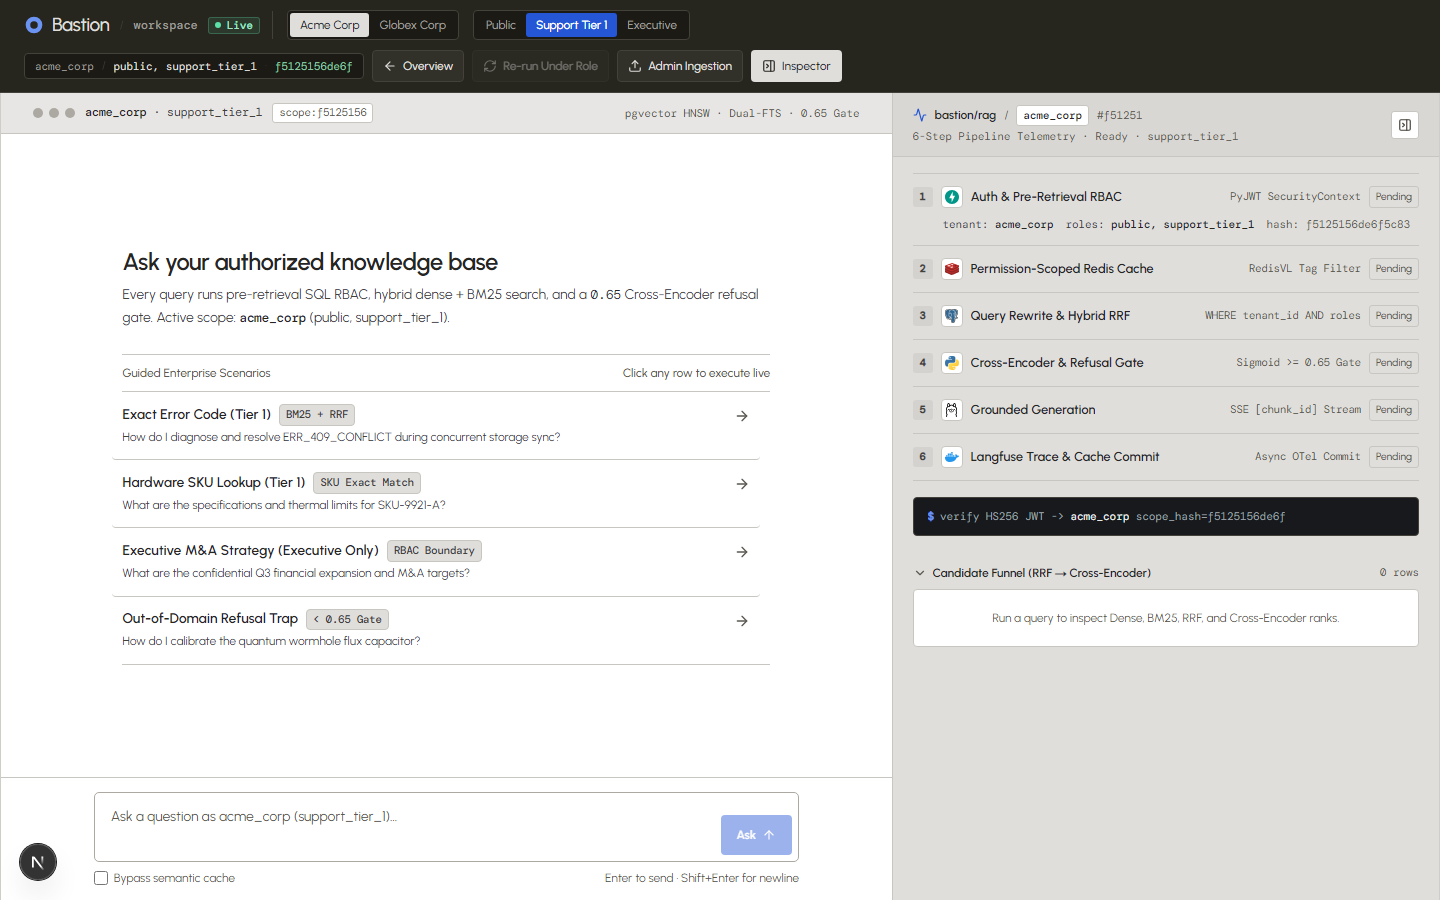 Bastion / workspace Live Acme Corp Globex Corp Public Support Tier 1 Executive
acme_corp / public, support_tier_1 ƒ5125156de6ƒ Overview Re-run Under Role Admin Ingestion Inspector
acme_corp · support_tier_1 scope:ƒ5125156 pgvector HNSW · Dual-FTS · 0.65 Gate
Ask your authorized knowledge base
Every query runs pre-retrieval SQL RBAC, hybrid dense + BM25 search, and a 0.65 Cross-Encoder refusal
gate. Active scope: acme_corp (public, support_tier_1).
Guided Enterprise Scenarios Click any row to execute live
Exact Error Code (Tier 1) BM25 + RRF
How do I diagnose and resolve ERR_409_CONFLICT during concurrent storage sync?
Hardware SKU Lookup (Tier 1) SKU Exact Match
What are the specifications and thermal limits for SKU-9921-A?
Executive M&A Strategy (Executive Only) RBAC Boundary
What are the confidential Q3 financial expansion and M&A targets?
Out-of-Domain Refusal Trap < 0.65 Gate
How do I calibrate the quantum wormhole flux capacitor?
Ask a question as acme_corp (support_tier_1)...
Ask
Bypass semantic cache Enter to send · Shift+Enter for newline
N
bastion/rag / acme_corp #ƒ51251
6-Step Pipeline Telemetry · Ready · support_tier_1
1 Auth & Pre-Retrieval RBAC PyJWT SecurityContext Pending
tenant: acme_corp roles: public, support_tier_1 hash: ƒ5125156de6ƒ5c83
2 Permission-Scoped Redis Cache RedisVL Tag Filter Pending
3 Query Rewrite & Hybrid RRF WHERE tenant_id AND roles Pending
4 Cross-Encoder & Refusal Gate Sigmoid >= 0.65 Gate Pending
5 Grounded Generation SSE [chunk_id] Stream Pending
6 Langfuse Trace & Cache Commit Async OTel Commit Pending
$ verify HS256 JWT -> acme_corp scope_hash=ƒ5125156de6ƒ
Candidate Funnel (RRF → Cross-Encoder) 0 rows
Run a query to inspect Dense, BM25, RRF, and Cross-Encoder ranks.